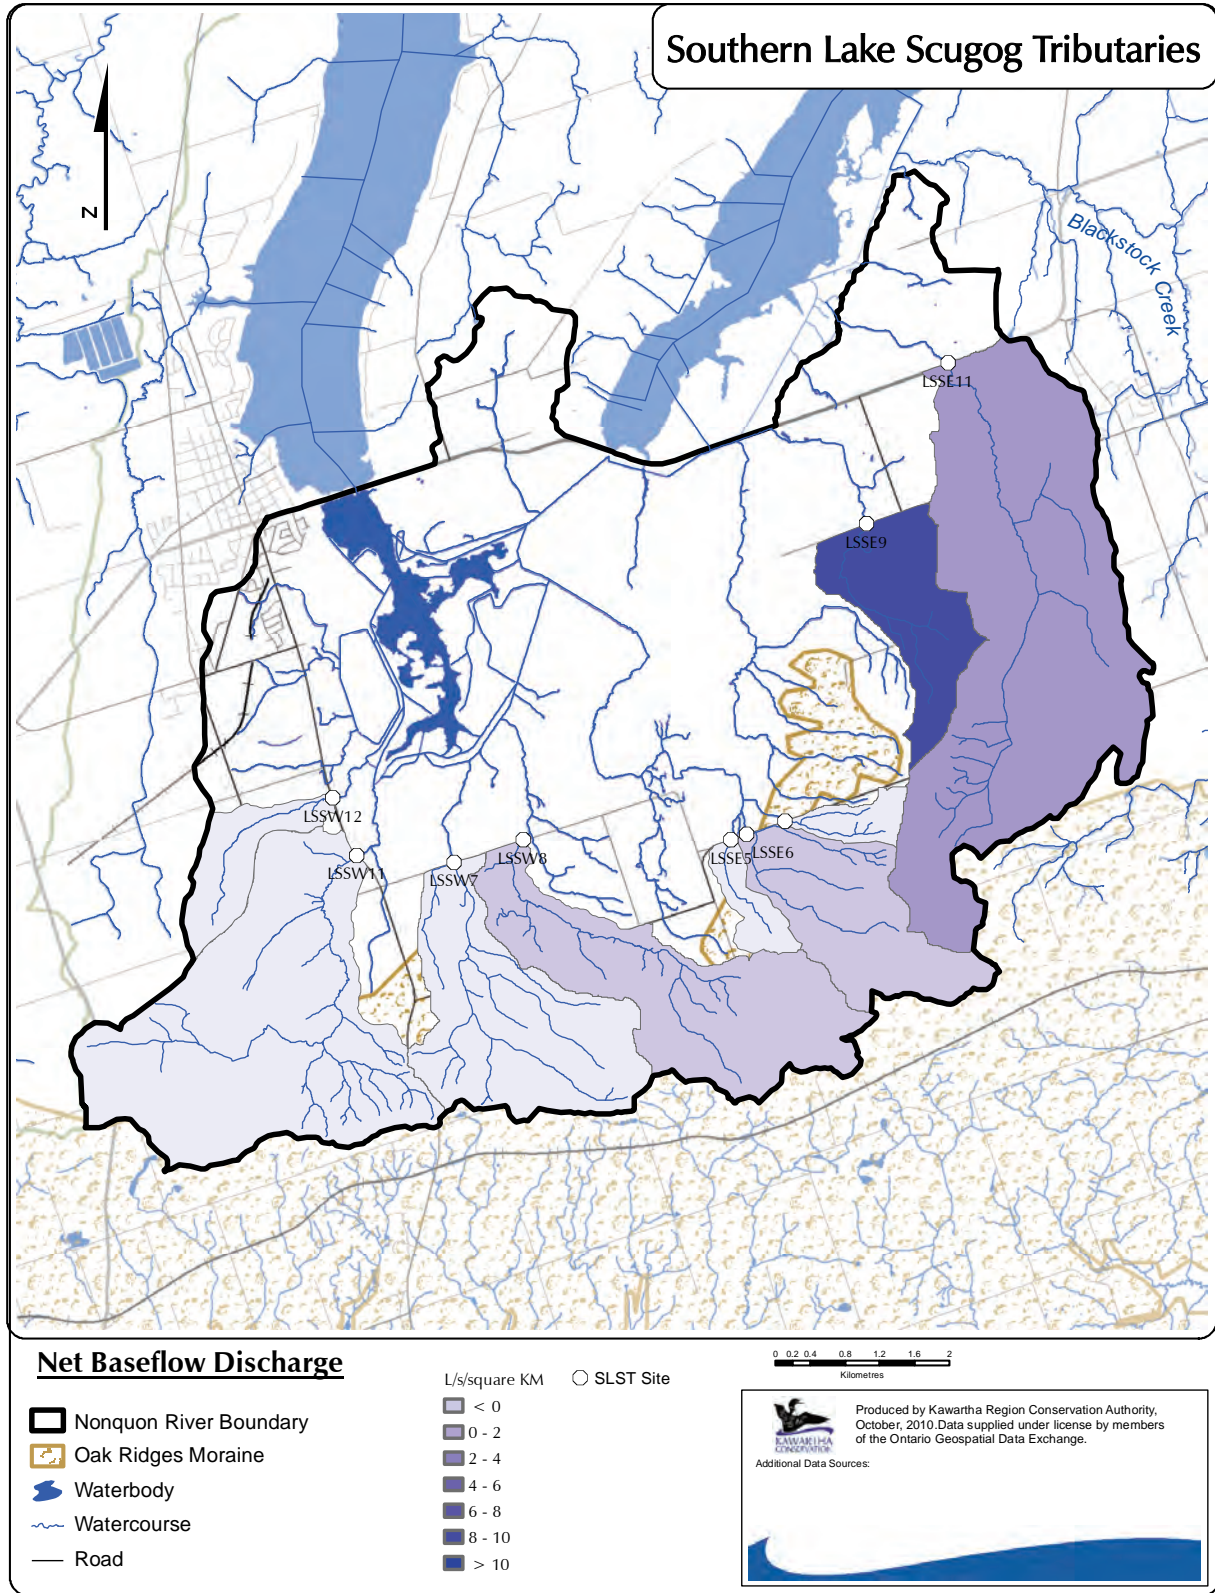 Southern Lake Scugog Tributaries
N
Blackstock Creek
LSSE11
LSSE9
LSSW12
LSSW11
LSSW7
LSSW8
LSSE5
LSSE6
Net Baseflow Discharge
Nonquon River Boundary
Oak Ridges Moraine
Waterbody
Watercourse
Road
L/s/square KM
< 0
0 - 2
2 - 4
4 - 6
6 - 8
8 - 10
> 10
SLST Site
0 0.2 0.4 0.8 1.2 1.6 2
Kilometres
KAWARTHA
CONSERVATION
Produced by Kawartha Region Conservation Authority,
October, 2010.Data supplied under license by members
of the Ontario Geospatial Data Exchange.
Additional Data Sources: